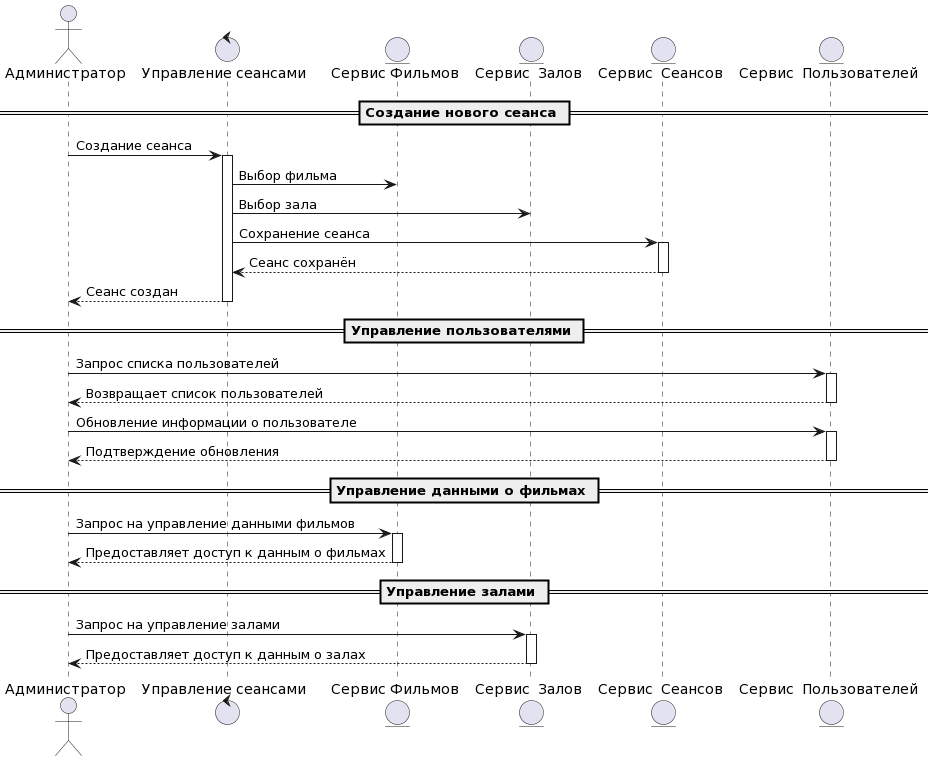 Администратор Управление сеансами Сервис Фильмов Сервис Залов Сервис Сеансов Сервис Пользователей
Создание нового сеанса
Создание сеанса
Выбор фильма
Выбор зала
Сохранение сеанса
Сеанс сохранён
Сеанс создан
Управление пользователями
Запрос списка пользователей
Возвращает список пользователей
Обновление информации о пользователе
Подтверждение обновления
Управление данными о фильмах
Запрос на управление данными фильмов
Предоставляет доступ к данным о фильмах
Управление залами
Запрос на управление залами
Предоставляет доступ к данным о залах
Администратор Управление сеансами Сервис Фильмов Сервис Залов Сервис Сеансов Сервис Пользователей